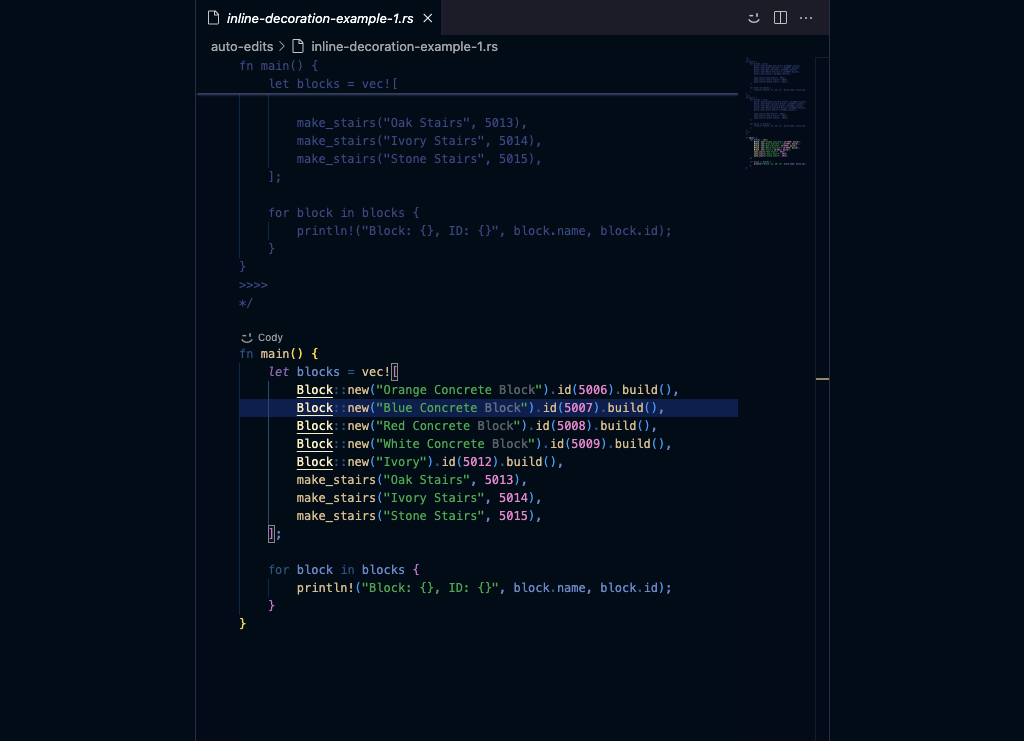 inline-decoration-example-1.rs
auto-edits > inline-decoration-example-1.rs
fn main() {
let blocks = vec![
make_stairs("Oak Stairs", 5013),
make_stairs("Ivory Stairs", 5014),
make_stairs("Stone Stairs", 5015),
];
for block in blocks {
println!("Block: {}, ID: {}", block.name, block.id);
}
}
>>>>
*/
Cody
fn main() {
let blocks = vec![
Block::new("Orange Concrete Block").id(5006).build(),
Block::new("Blue Concrete Block").id(5007).build(),
Block::new("Red Concrete Block").id(5008).build(),
Block::new("White Concrete Block").id(5009).build(),
Block::new("Ivory").id(5012).build(),
make_stairs("Oak Stairs", 5013),
make_stairs("Ivory Stairs", 5014),
make_stairs("Stone Stairs", 5015),
];
for block in blocks {
println!("Block: {}, ID: {}", block.name, block.id);
}
}